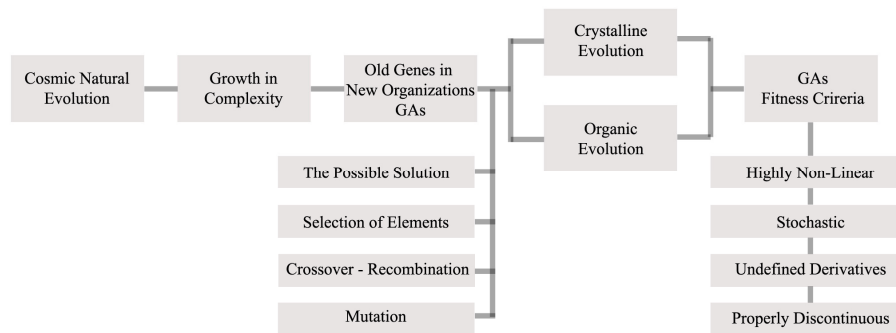 Cosmic Natural
Evolution
Growth in
Complexity
Old Genes in
New Organizations
GAs
Crystalline
Evolution
Organic
Evolution
GAs
Fitness Crireria
The Possible Solution
Selection of Elements
Crossover - Recombination
Mutation
Highly Non-Linear
Stochastic
Undefined Derivatives
Properly Discontinuous